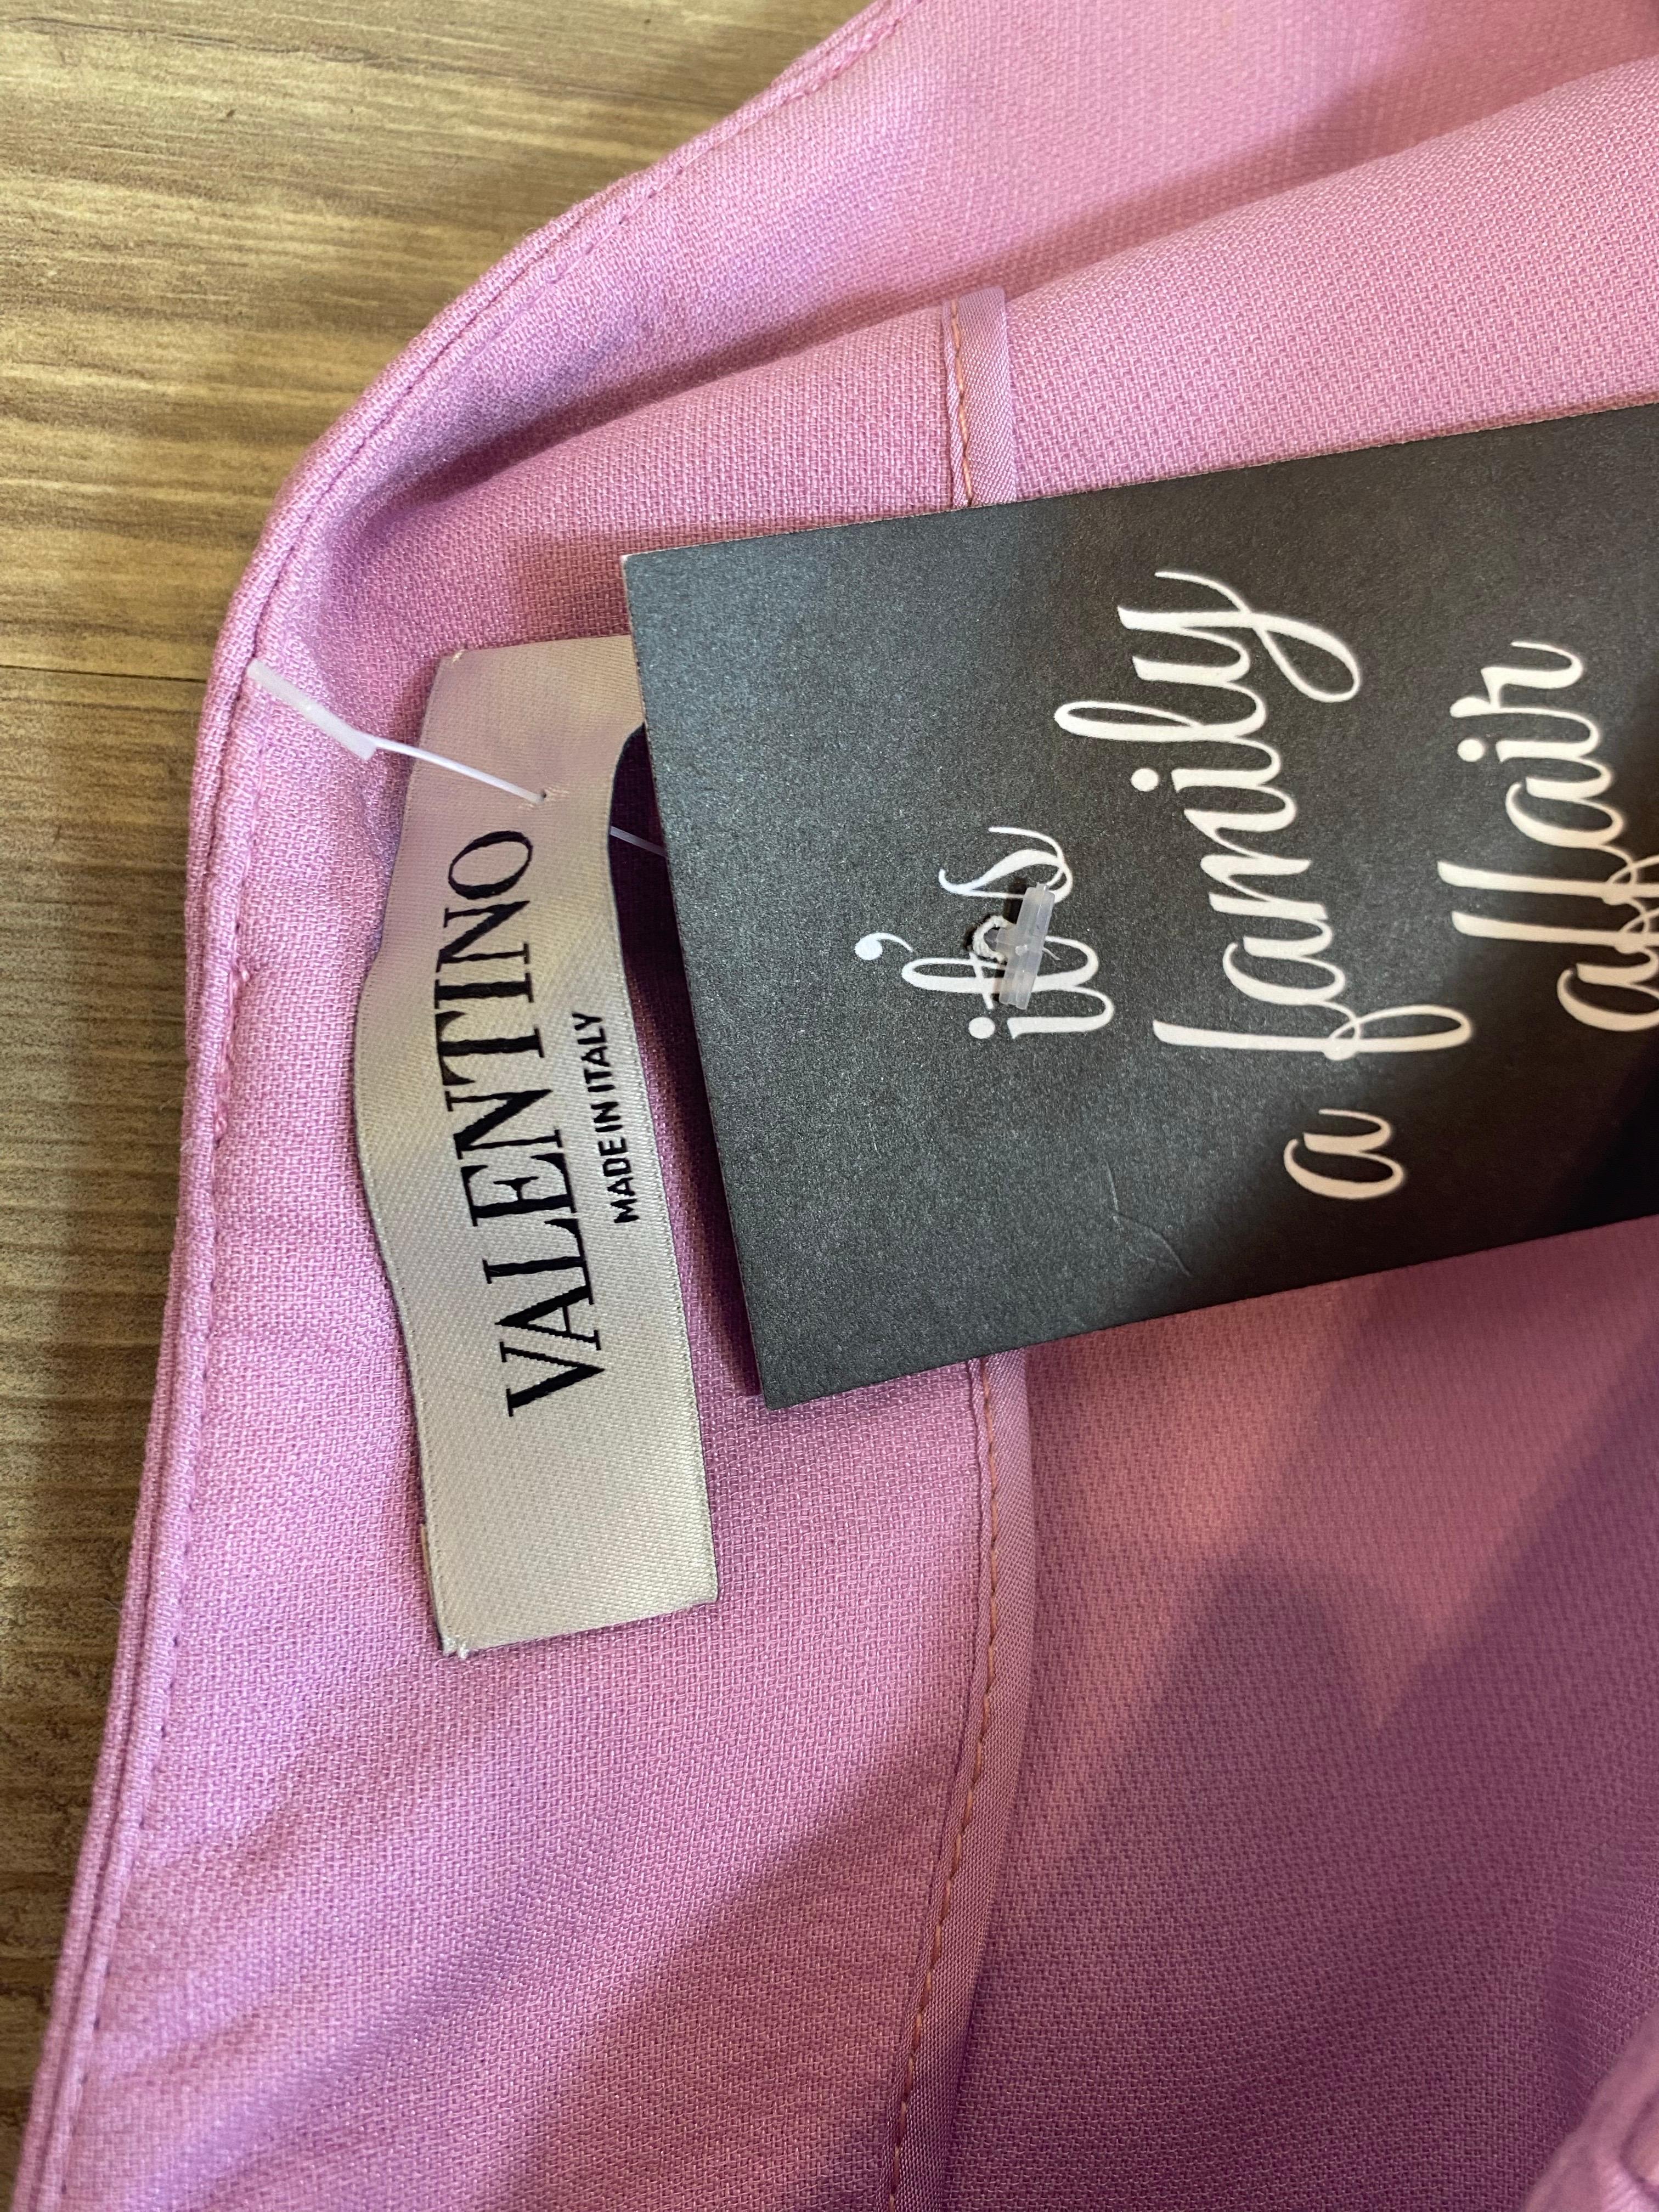 VALENTINO
MADE IN ITALY
it's
a family
affair